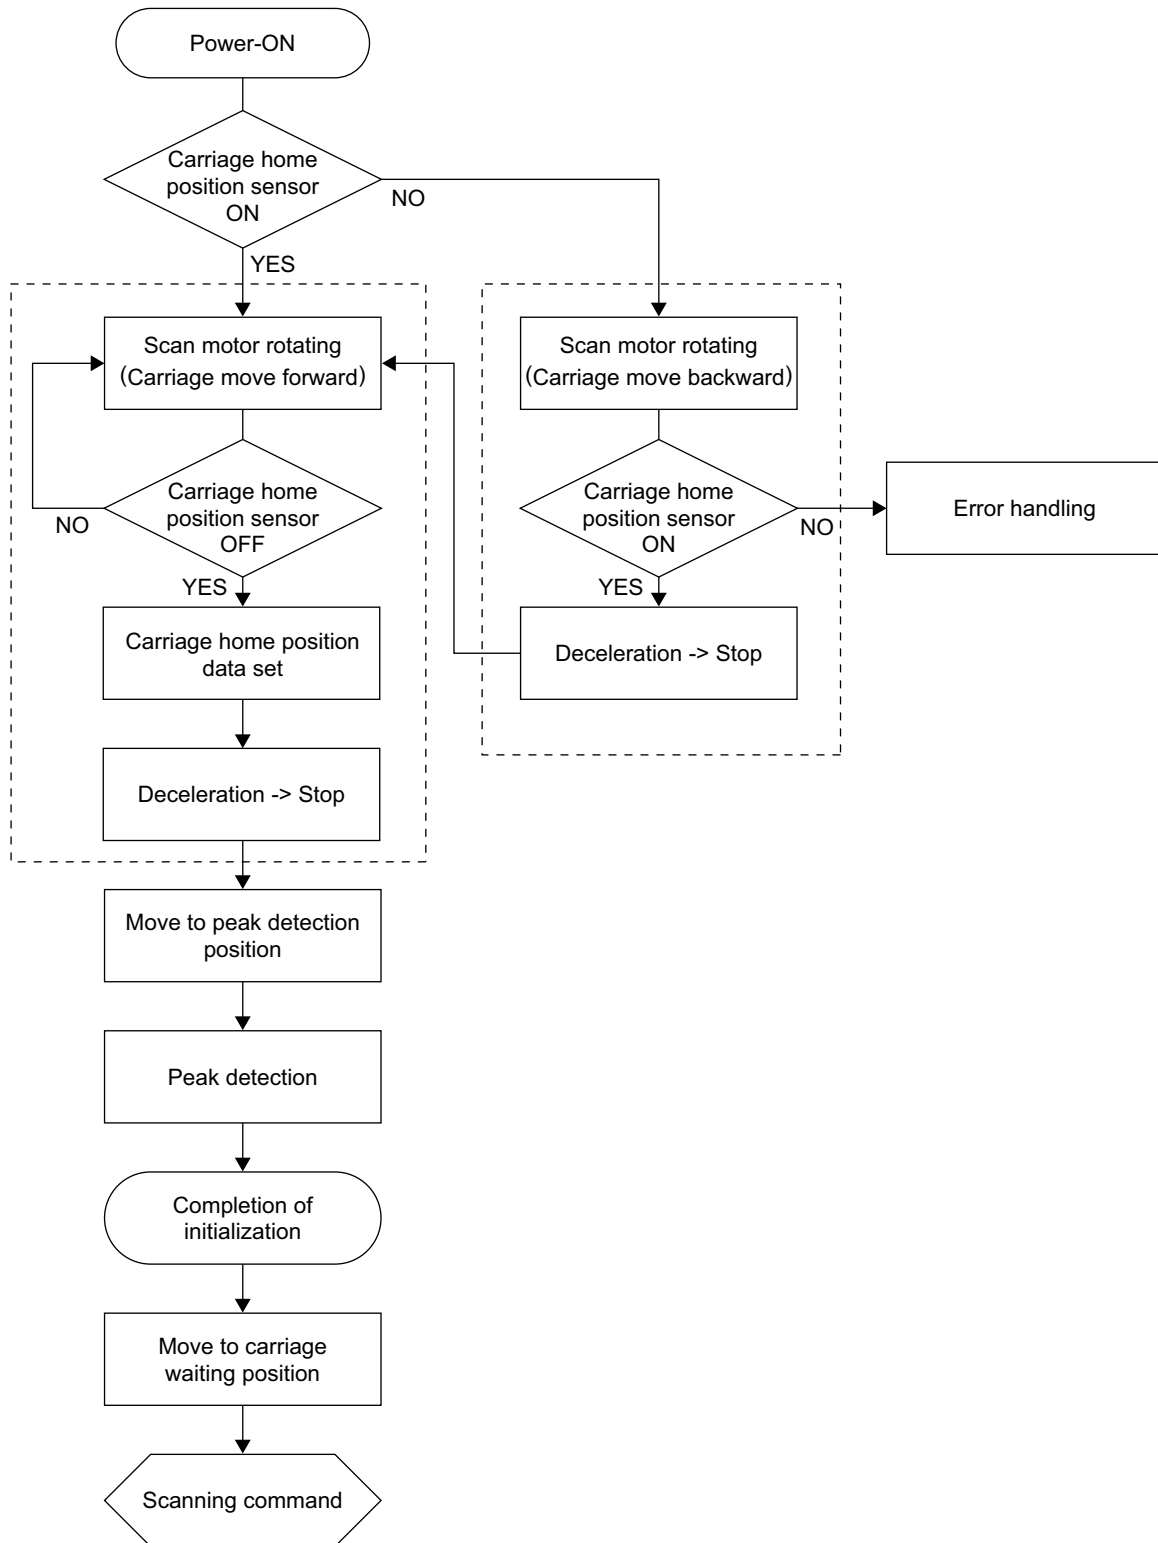 Power-ON
Carriage home
position sensor
ON
NO
YES
Scan motor rotating
(Carriage move forward)
Scan motor rotating
(Carriage move backward)
Carriage home
position sensor
OFF
NO
YES
Carriage home
position sensor
ON
NO
YES
Error handling
Carriage home position
data set
Deceleration -> Stop
Deceleration -> Stop
Move to peak detection
position
Peak detection
Completion of
initialization
Move to carriage
waiting position
Scanning command